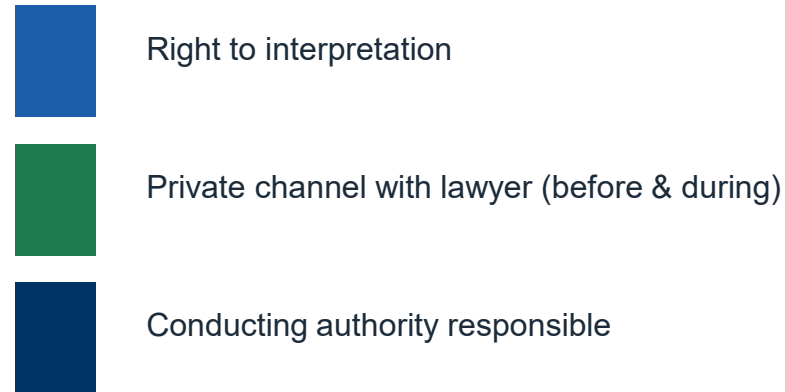 Right to interpretation
Private channel with lawyer (before & during)
Conducting authority responsible